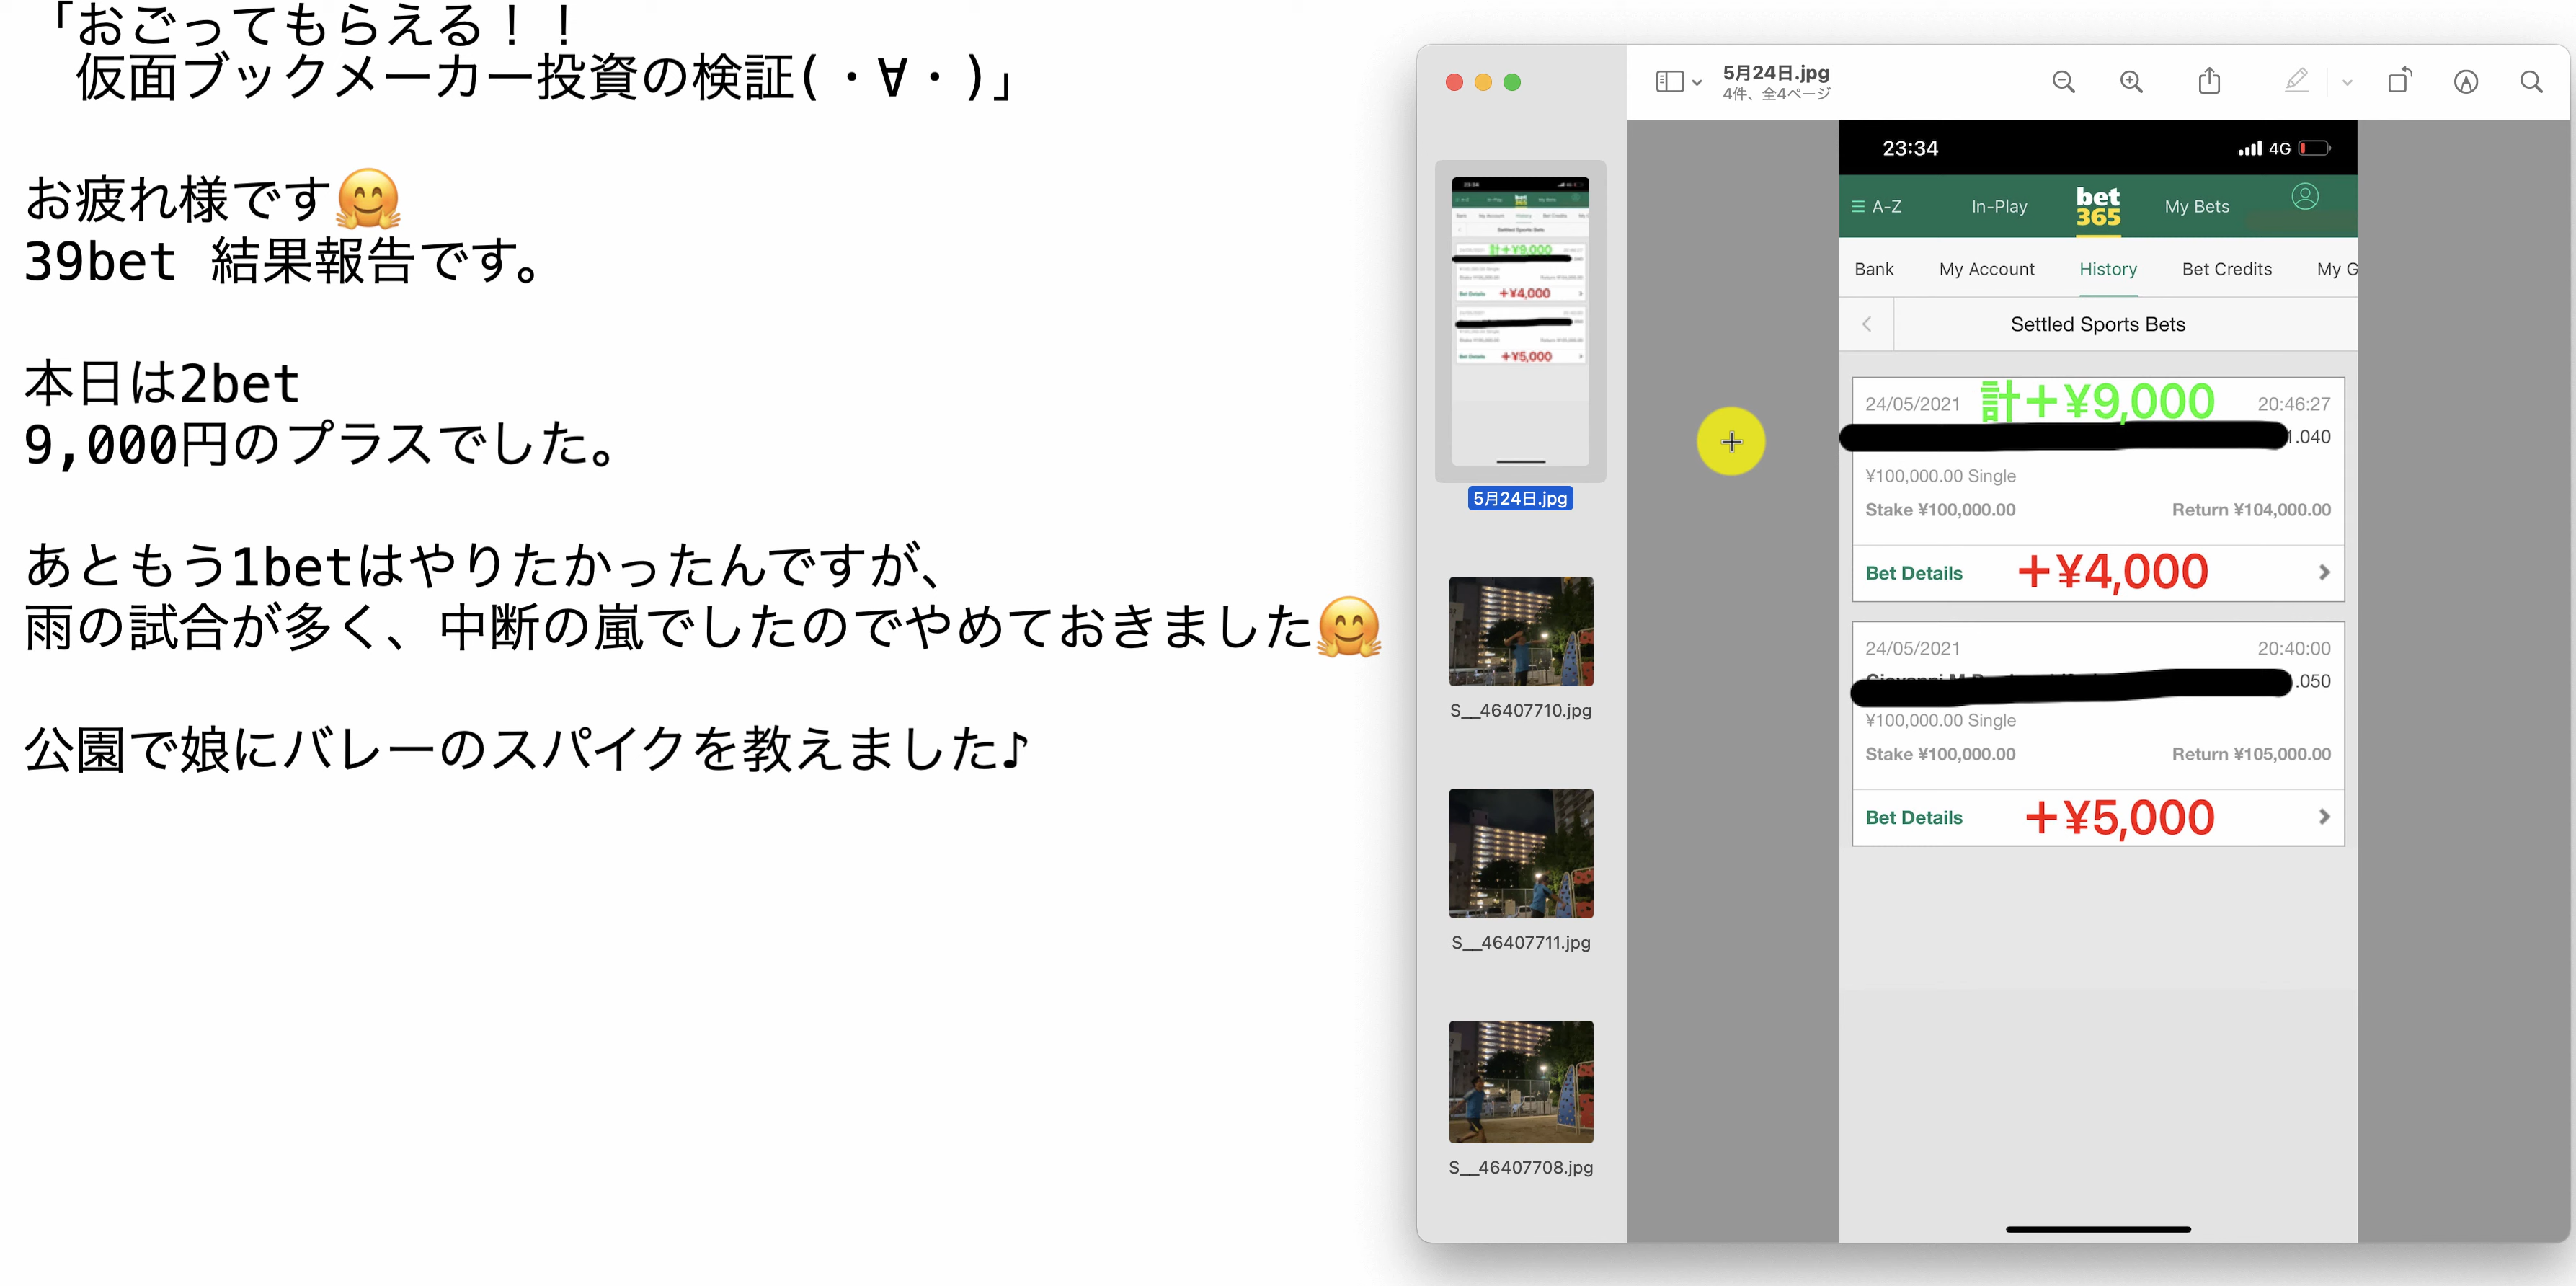 「おごってもらえる！！
仮面ブックメーカー投資の検証(・∀・)」
お疲れ様です🤗
39bet 結果報告です。
本日は2bet
9,000円のプラスでした。
あともう1betはやりたかったんですが、
雨の試合が多く、中断の嵐でしたのでやめておきました🤗
公園で娘にバレーのスパイクを教えました♪
5月24日.jpg
4件、全4ページ
5月24日.jpg
S__46407710.jpg
S__46407711.jpg
S__46407708.jpg
23:34 4G
A-Z In-Play bet365 My Bets
Bank My Account History Bet Credits My G
Settled Sports Bets
24/05/2021 計+¥9,000 20:46:27
1.040
¥100,000.00 Single
Stake ¥100,000.00 Return ¥104,000.00
Bet Details +¥4,000
24/05/2021 20:40:00
.050
¥100,000.00 Single
Stake ¥100,000.00 Return ¥105,000.00
Bet Details +¥5,000